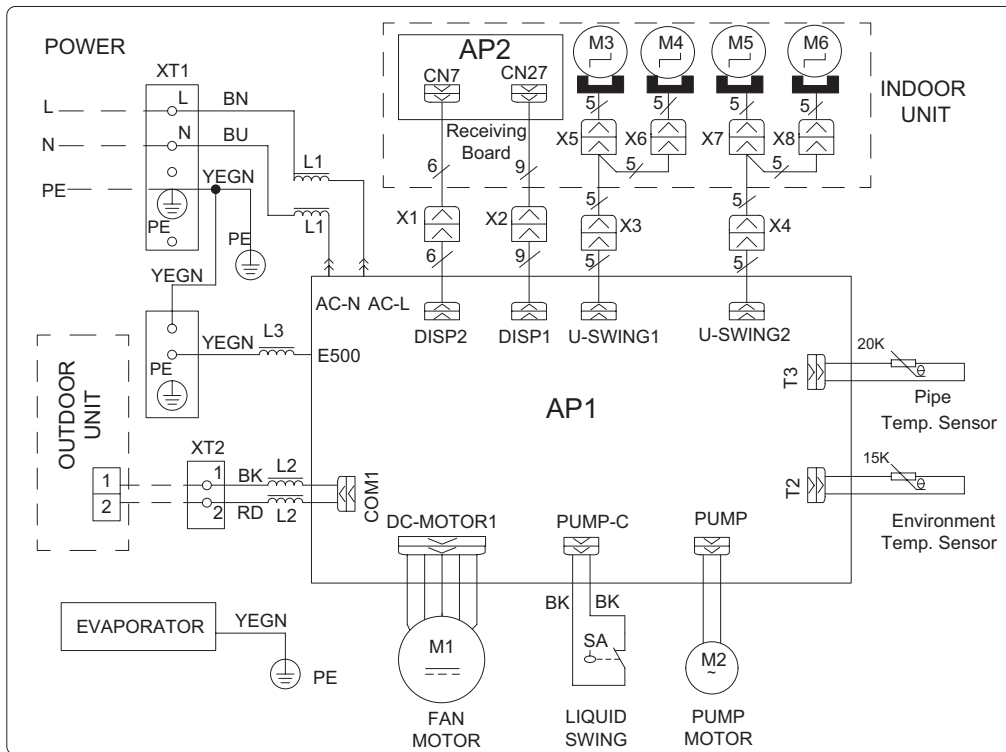 POWER
XT1
L
L
BN
N
N
BU
PE
YEGN
PE
L1
L1
PE
YEGN
YEGN
L3
PE
AP2
CN7
CN27
Receiving
Board
6
9
X1
X2
6
9
M3
M4
M5
M6
5
5
5
5
X5
X6
X7
X8
5
5
5
5
X3
X4
5
5
INDOOR
UNIT
AC-N
AC-L
DISP2
DISP1
U-SWING1
U-SWING2
E500
AP1
T3
20K
θ
Pipe
Temp. Sensor
T2
15K
θ
Environment
Temp. Sensor
OUTDOOR
UNIT
1
2
XT2
1
2
BK
RD
L2
L2
COM1
DC-MOTOR1
PUMP-C
PUMP
BK
BK
SA
M1
M2
~
FAN
MOTOR
LIQUID
SWING
PUMP
MOTOR
EVAPORATOR
YEGN
PE